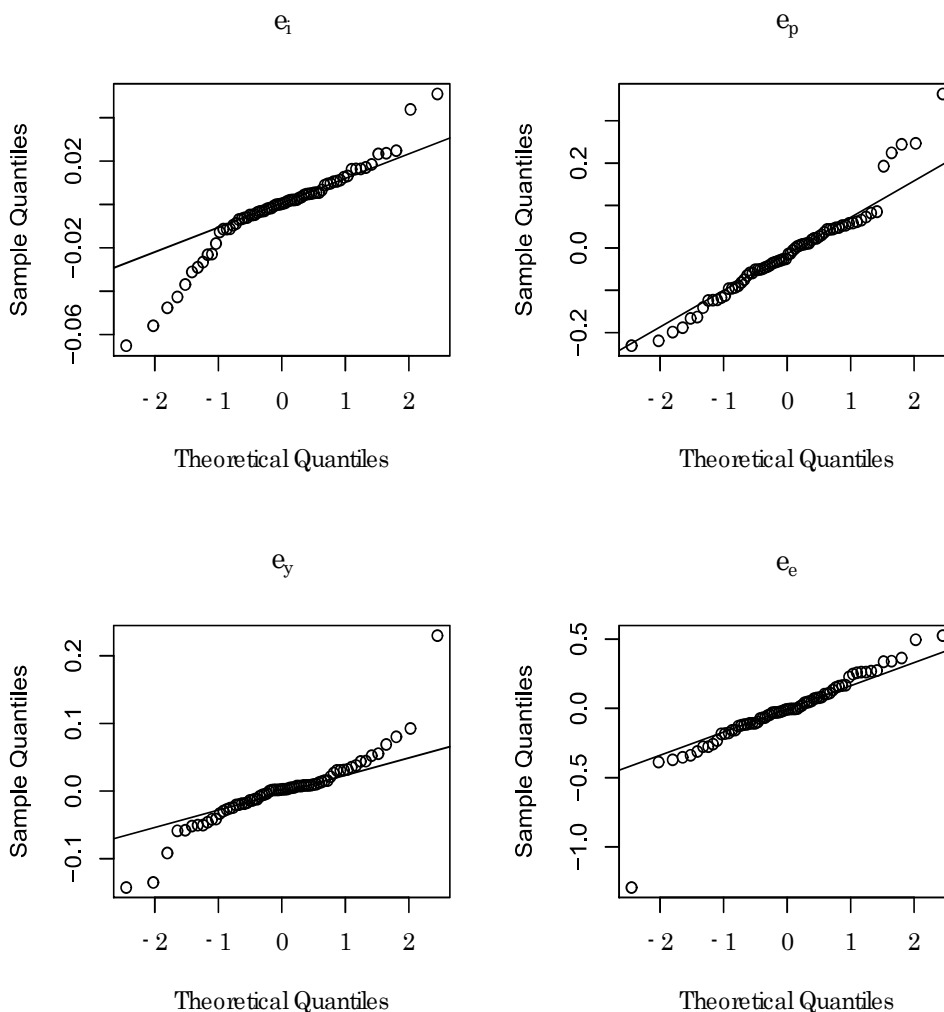 e_i
Sample Quantiles
0.02
−0.02
−0.06
- 2 - 1 0 1 2
Theoretical Quantiles
e_p
Sample Quantiles
0.2
0.0
−0.2
- 2 - 1 0 1 2
Theoretical Quantiles
e_y
Sample Quantiles
0.2
0.1
0.0
−0.1
- 2 - 1 0 1 2
Theoretical Quantiles
e_e
Sample Quantiles
0.5
0.0
−0.5
−1.0
- 2 - 1 0 1 2
Theoretical Quantiles